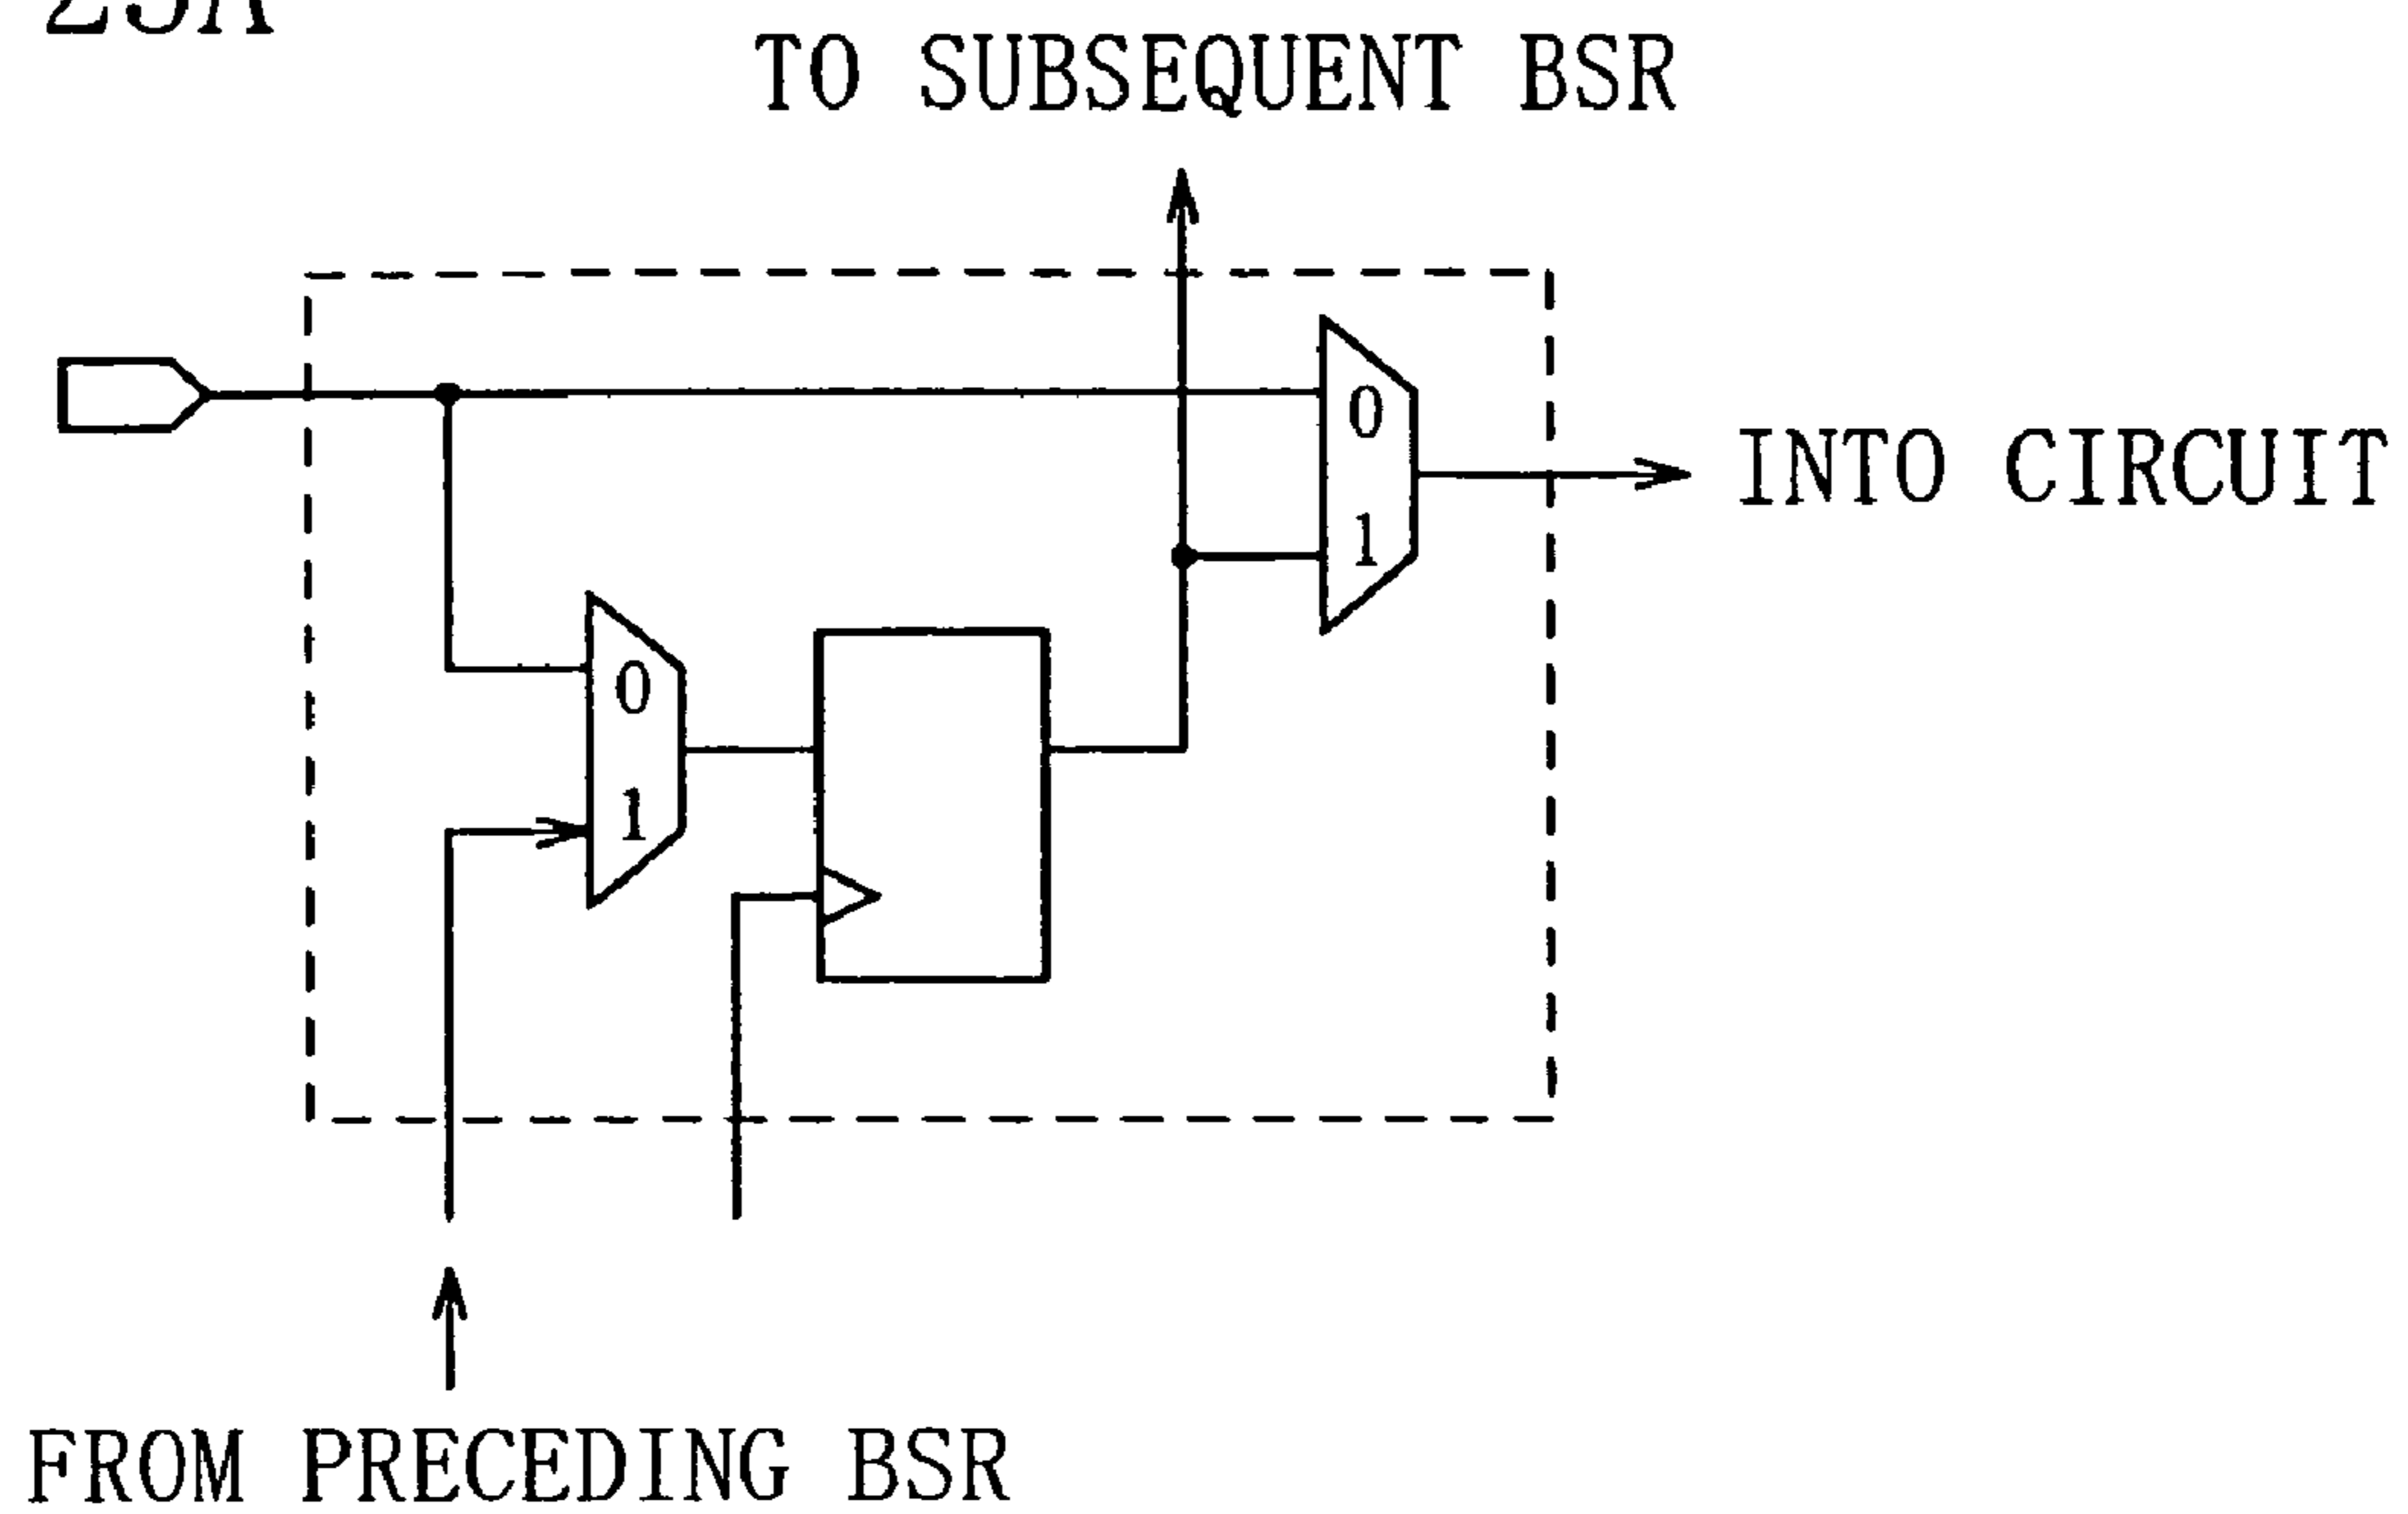 TO SUBSEQUENT BSR
0
INTO CIRCUIT
1
0
1
FROM PRECEDING BSR